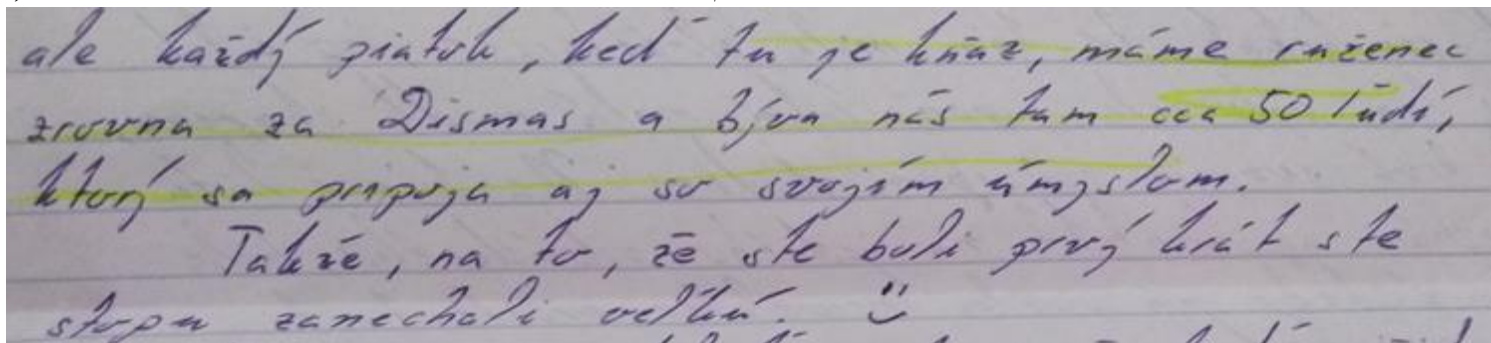 ale každý piatok, keď tu je kňaz, máme ruženec
zrovna za Dismas a býva nás tam cca 50 ľudí,
ktorý sa pripoja aj so svojím úmyslom.
Takže, na to, že ste boli prvý krát ste
stopu zanechali veľkú. ¨⌣